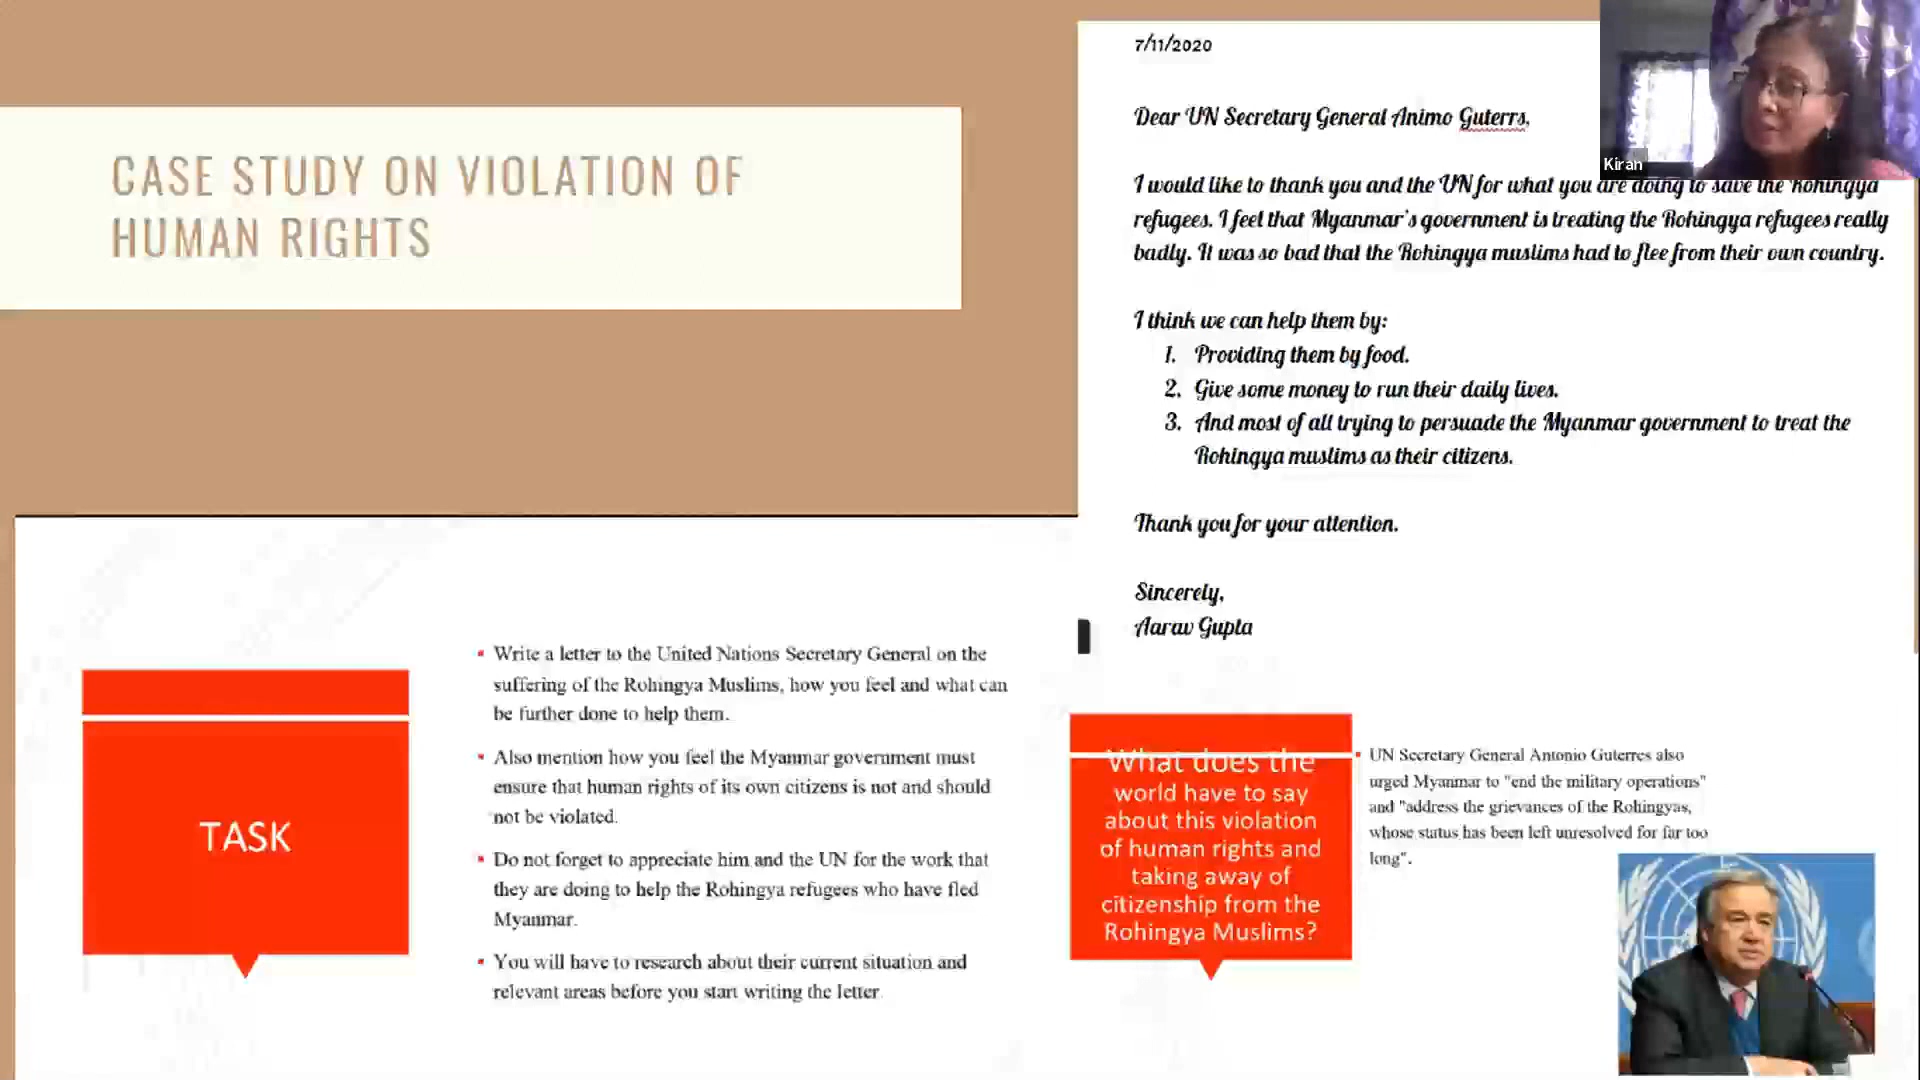 CASE STUDY ON VIOLATION OF
HUMAN RIGHTS
7/11/2020
Dear UN Secretary General Animo Guterrs,
I would like to thank you and the UN for what you are doing to save the Rohingya
refugees. I feel that Myanmar's government is treating the Rohingya refugees really
badly. It was so bad that the Rohingya muslims had to flee from their own country.
I think we can help them by:
1. Providing them by food.
2. Give some money to run their daily lives.
3. And most of all trying to persuade the Myanmar government to treat the
Rohingya muslims as their citizens.
Thank you for your attention.
Sincerely,
Aarav Gupta
Kiran
TASK
Write a letter to the United Nations Secretary General on the
suffering of the Rohingya Muslims, how you feel and what can
be further done to help them.
Also mention how you feel the Myanmar government must
ensure that human rights of its own citizens is not and should
not be violated.
Do not forget to appreciate him and the UN for the work that
they are doing to help the Rohingya refugees who have fled
Myanmar.
You will have to research about their current situation and
relevant areas before you start writing the letter
What does the
world have to say
about this violation
of human rights and
taking away of
citizenship from the
Rohingya Muslims?
UN Secretary General Antonio Guterres also
urged Myanmar to "end the military operations"
and "address the grievances of the Rohingyas,
whose status has been left unresolved for far too
long".